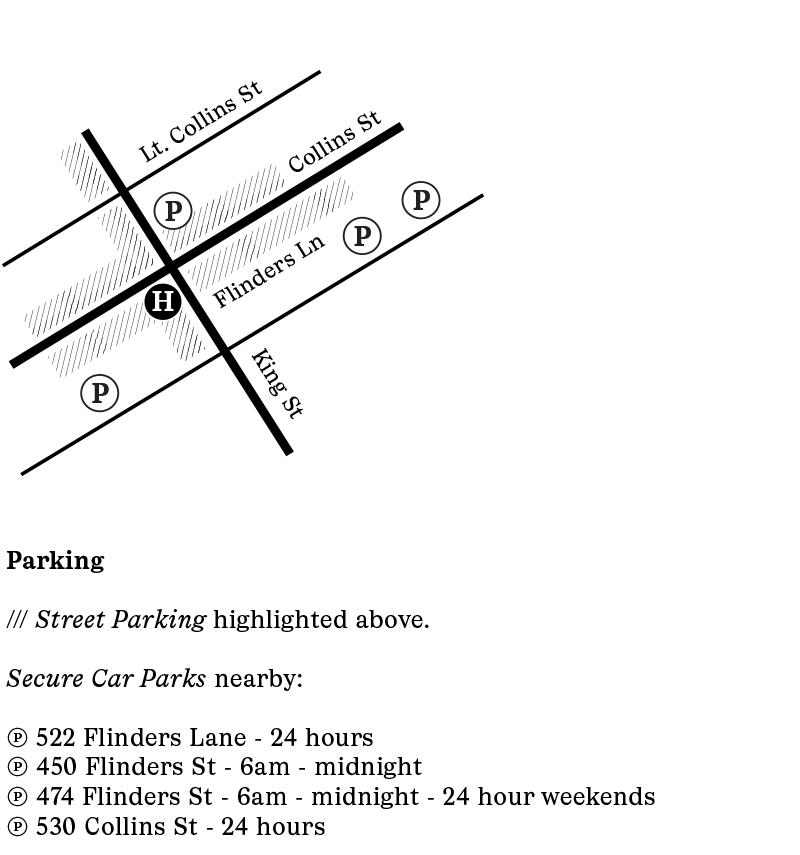 Lt. Collins St
Collins St
P
P
P
Flinders Ln
H
King St
P
Parking
/// Street Parking highlighted above.
Secure Car Parks nearby:
Ⓟ 522 Flinders Lane - 24 hours
Ⓟ 450 Flinders St - 6am - midnight
Ⓟ 474 Flinders St - 6am - midnight - 24 hour weekends
Ⓟ 530 Collins St - 24 hours